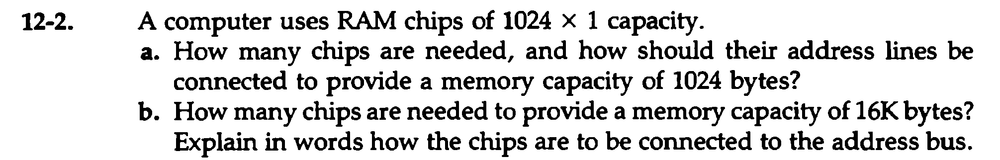 12-2. A computer uses RAM chips of 1024 × 1 capacity.
a. How many chips are needed, and how should their address lines be
connected to provide a memory capacity of 1024 bytes?
b. How many chips are needed to provide a memory capacity of 16K bytes?
Explain in words how the chips are to be connected to the address bus.